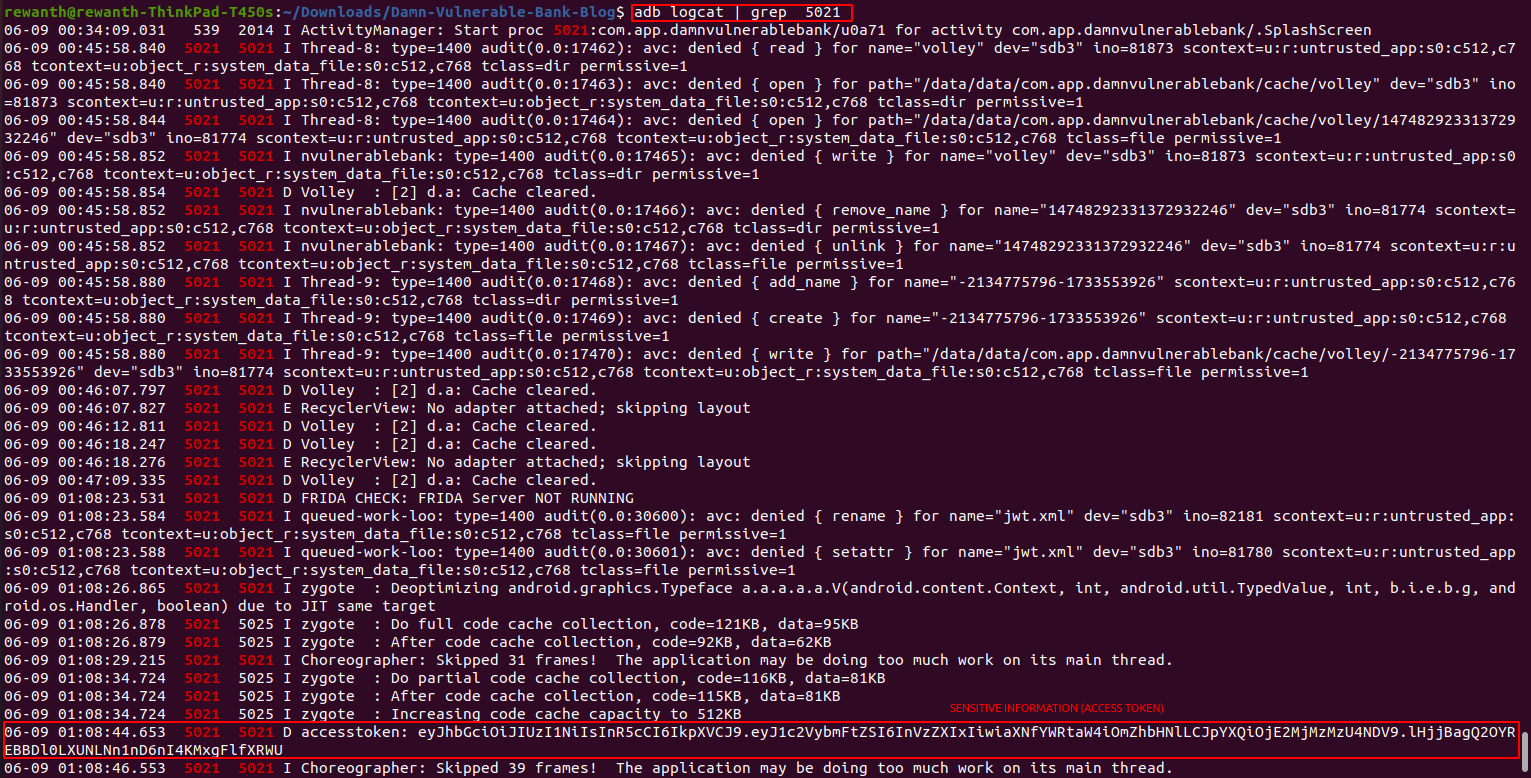 rewanth@rewanth-ThinkPad-T450s:~/Downloads/Damn-Vulnerable-Bank-Blog$ adb logcat | grep  5021
06-09 00:34:09.031   539  2014 I ActivityManager: Start proc 5021:com.app.damnvulnerablebank/u0a71 for activity com.app.damnvulnerablebank/.SplashScreen
06-09 00:45:58.840  5021  5021 I Thread-8: type=1400 audit(0.0:17462): avc: denied { read } for name="volley" dev="sdb3" ino=81873 scontext=u:r:untrusted_app:s0:c512,c7
68 tcontext=u:object_r:system_data_file:s0:c512,c768 tclass=dir permissive=1
06-09 00:45:58.840  5021  5021 I Thread-8: type=1400 audit(0.0:17463): avc: denied { open } for path="/data/data/com.app.damnvulnerablebank/cache/volley" dev="sdb3" ino
=81873 scontext=u:r:untrusted_app:s0:c512,c768 tcontext=u:object_r:system_data_file:s0:c512,c768 tclass=dir permissive=1
06-09 00:45:58.844  5021  5021 I Thread-8: type=1400 audit(0.0:17464): avc: denied { open } for path="/data/data/com.app.damnvulnerablebank/cache/volley/147482923313729
32246" dev="sdb3" ino=81774 scontext=u:r:untrusted_app:s0:c512,c768 tcontext=u:object_r:system_data_file:s0:c512,c768 tclass=file permissive=1
06-09 00:45:58.852  5021  5021 I nvulnerablebank: type=1400 audit(0.0:17465): avc: denied { write } for name="volley" dev="sdb3" ino=81873 scontext=u:r:untrusted_app:s0
:c512,c768 tcontext=u:object_r:system_data_file:s0:c512,c768 tclass=dir permissive=1
06-09 00:45:58.854  5021  5021 D Volley  : [2] d.a: Cache cleared.
06-09 00:45:58.852  5021  5021 I nvulnerablebank: type=1400 audit(0.0:17466): avc: denied { remove_name } for name="14748292331372932246" dev="sdb3" ino=81774 scontext=
u:r:untrusted_app:s0:c512,c768 tcontext=u:object_r:system_data_file:s0:c512,c768 tclass=dir permissive=1
06-09 00:45:58.852  5021  5021 I nvulnerablebank: type=1400 audit(0.0:17467): avc: denied { unlink } for name="14748292331372932246" dev="sdb3" ino=81774 scontext=u:r:u
ntrusted_app:s0:c512,c768 tcontext=u:object_r:system_data_file:s0:c512,c768 tclass=file permissive=1
06-09 00:45:58.880  5021  5021 I Thread-9: type=1400 audit(0.0:17468): avc: denied { add_name } for name="-2134775796-1733553926" scontext=u:r:untrusted_app:s0:c512,c76
8 tcontext=u:object_r:system_data_file:s0:c512,c768 tclass=dir permissive=1
06-09 00:45:58.880  5021  5021 I Thread-9: type=1400 audit(0.0:17469): avc: denied { create } for name="-2134775796-1733553926" scontext=u:r:untrusted_app:s0:c512,c768
tcontext=u:object_r:system_data_file:s0:c512,c768 tclass=file permissive=1
06-09 00:45:58.880  5021  5021 I Thread-9: type=1400 audit(0.0:17470): avc: denied { write } for path="/data/data/com.app.damnvulnerablebank/cache/volley/-2134775796-17
33553926" dev="sdb3" ino=81774 scontext=u:r:untrusted_app:s0:c512,c768 tcontext=u:object_r:system_data_file:s0:c512,c768 tclass=file permissive=1
06-09 00:46:07.797  5021  5021 D Volley  : [2] d.a: Cache cleared.
06-09 00:46:07.827  5021  5021 E RecyclerView: No adapter attached; skipping layout
06-09 00:46:12.811  5021  5021 D Volley  : [2] d.a: Cache cleared.
06-09 00:46:18.247  5021  5021 D Volley  : [2] d.a: Cache cleared.
06-09 00:46:18.276  5021  5021 E RecyclerView: No adapter attached; skipping layout
06-09 00:47:09.335  5021  5021 D Volley  : [2] d.a: Cache cleared.
06-09 01:08:23.531  5021  5021 D FRIDA CHECK: FRIDA Server NOT RUNNING
06-09 01:08:23.584  5021  5021 I queued-work-loo: type=1400 audit(0.0:30600): avc: denied { rename } for name="jwt.xml" dev="sdb3" ino=82181 scontext=u:r:untrusted_app:
s0:c512,c768 tcontext=u:object_r:system_data_file:s0:c512,c768 tclass=file permissive=1
06-09 01:08:23.588  5021  5021 I queued-work-loo: type=1400 audit(0.0:30601): avc: denied { setattr } for name="jwt.xml" dev="sdb3" ino=81780 scontext=u:r:untrusted_app
:s0:c512,c768 tcontext=u:object_r:system_data_file:s0:c512,c768 tclass=file permissive=1
06-09 01:08:26.865  5021  5021 I zygote  : Deoptimizing android.graphics.Typeface a.a.a.a.a.V(android.content.Context, int, android.util.TypedValue, int, b.i.e.b.g, and
roid.os.Handler, boolean) due to JIT same target
06-09 01:08:26.878  5021  5025 I zygote  : Do full code cache collection, code=121KB, data=95KB
06-09 01:08:26.879  5021  5025 I zygote  : After code cache collection, code=92KB, data=62KB
06-09 01:08:29.215  5021  5021 I Choreographer: Skipped 31 frames!  The application may be doing too much work on its main thread.
06-09 01:08:34.724  5021  5025 I zygote  : Do partial code cache collection, code=116KB, data=81KB
06-09 01:08:34.724  5021  5025 I zygote  : After code cache collection, code=115KB, data=81KB
06-09 01:08:34.724  5021  5025 I zygote  : Increasing code cache capacity to 512KB
SENSITIVE INFORMATION (ACCESS TOKEN)
06-09 01:08:44.653  5021  5021 D accesstoken: eyJhbGciOiJIUzI1NiIsInR5cCI6IkpXVCJ9.eyJ1c2VybmFtZSI6InVzZXIxIiwiaXNfYWRtaW4iOmZhbHNlLCJpYXQiOjE2MjMzMzU4NDV9.lHjjBagQ2OYR
EBBDl0LXUNLNn1nD6nI4KMxgFlfXRWU
06-09 01:08:46.553  5021  5021 I Choreographer: Skipped 39 frames!  The application may be doing too much work on its main thread.